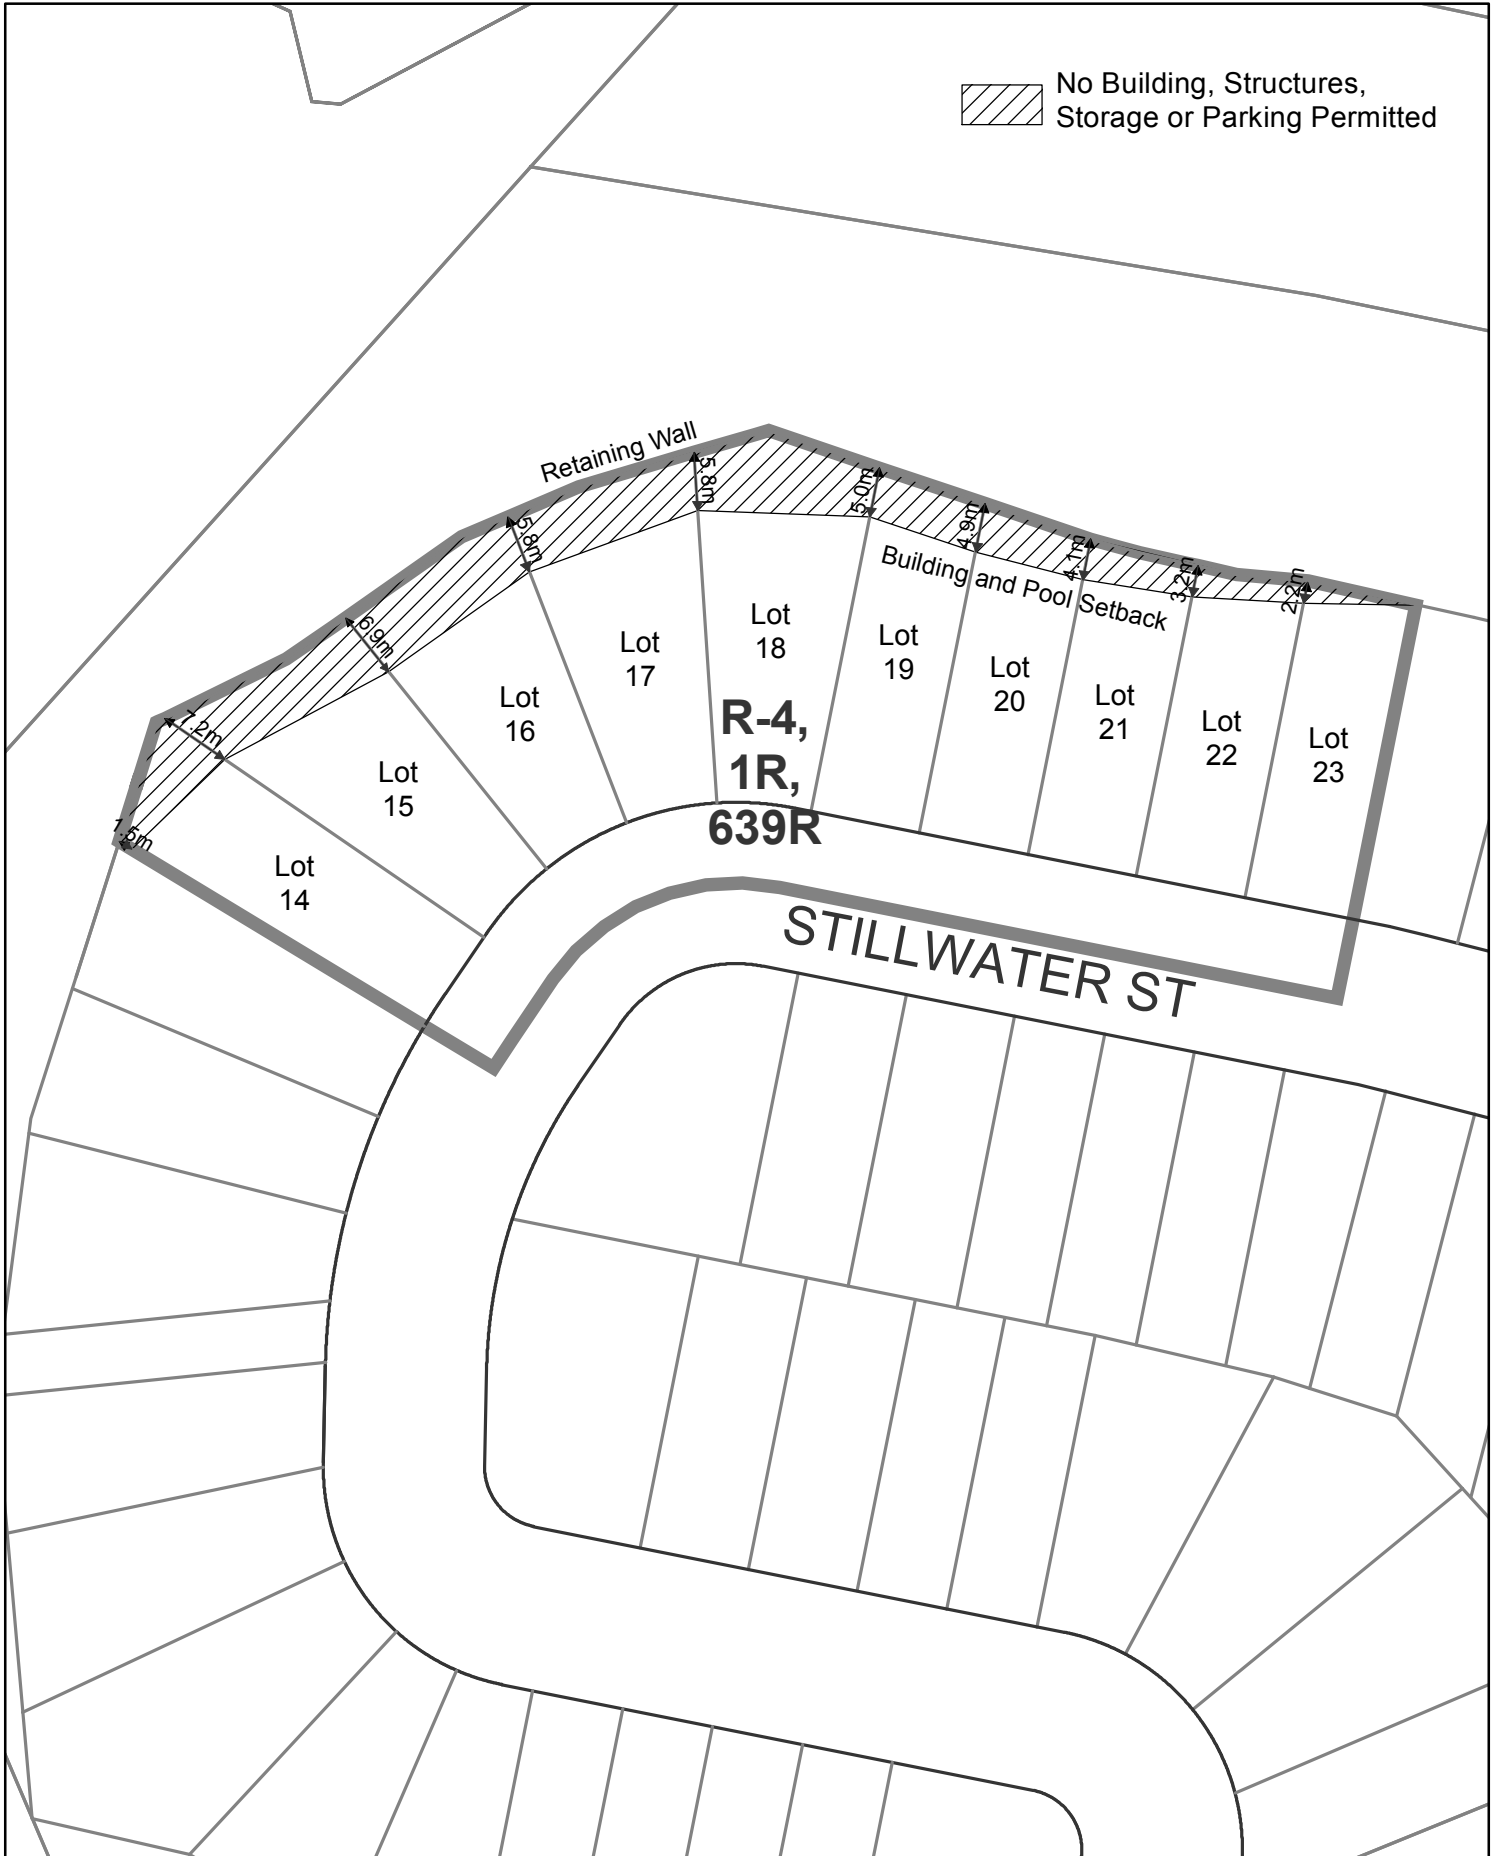 No Building, Structures,
Storage or Parking Permitted
Retaining Wall
5.8m
5.0m
4.9m
4.1m
3.2m
2.2m
5.8m
6.9m
7.2m
1.5m
Building and Pool Setback
Lot
14
Lot
15
Lot
16
Lot
17
Lot
18
Lot
19
Lot
20
Lot
21
Lot
22
Lot
23
R-4,
1R,
639R
STILLWATER ST